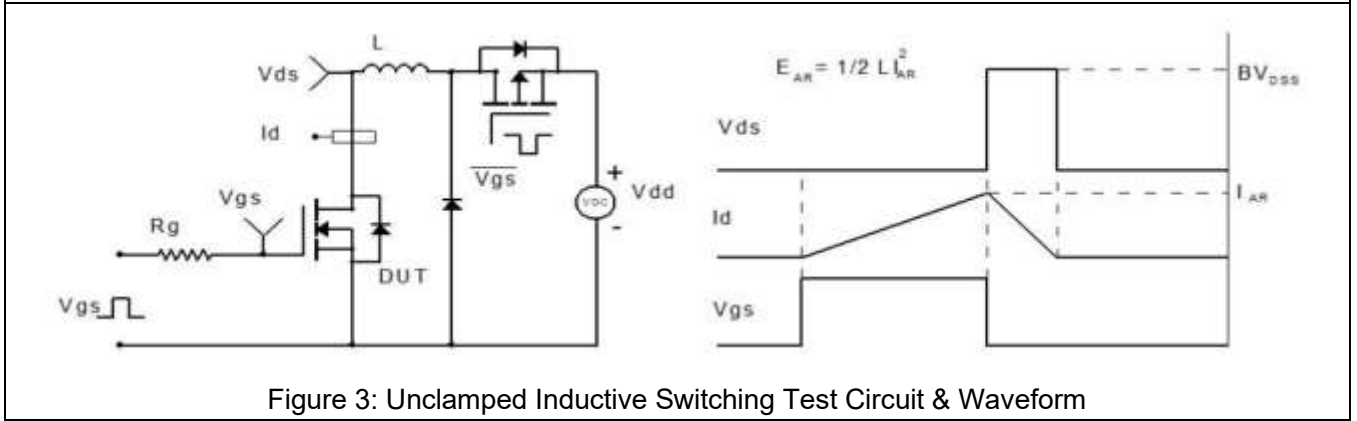 L
Vds
Id
Vgs
Rg
DUT
Vgs
Vgs
+
VDC
Vdd
-
E_AR = 1/2 L I_AR^2
Vds
BV_DSS
Id
I_AR
Vgs
Figure 3: Unclamped Inductive Switching Test Circuit & Waveform